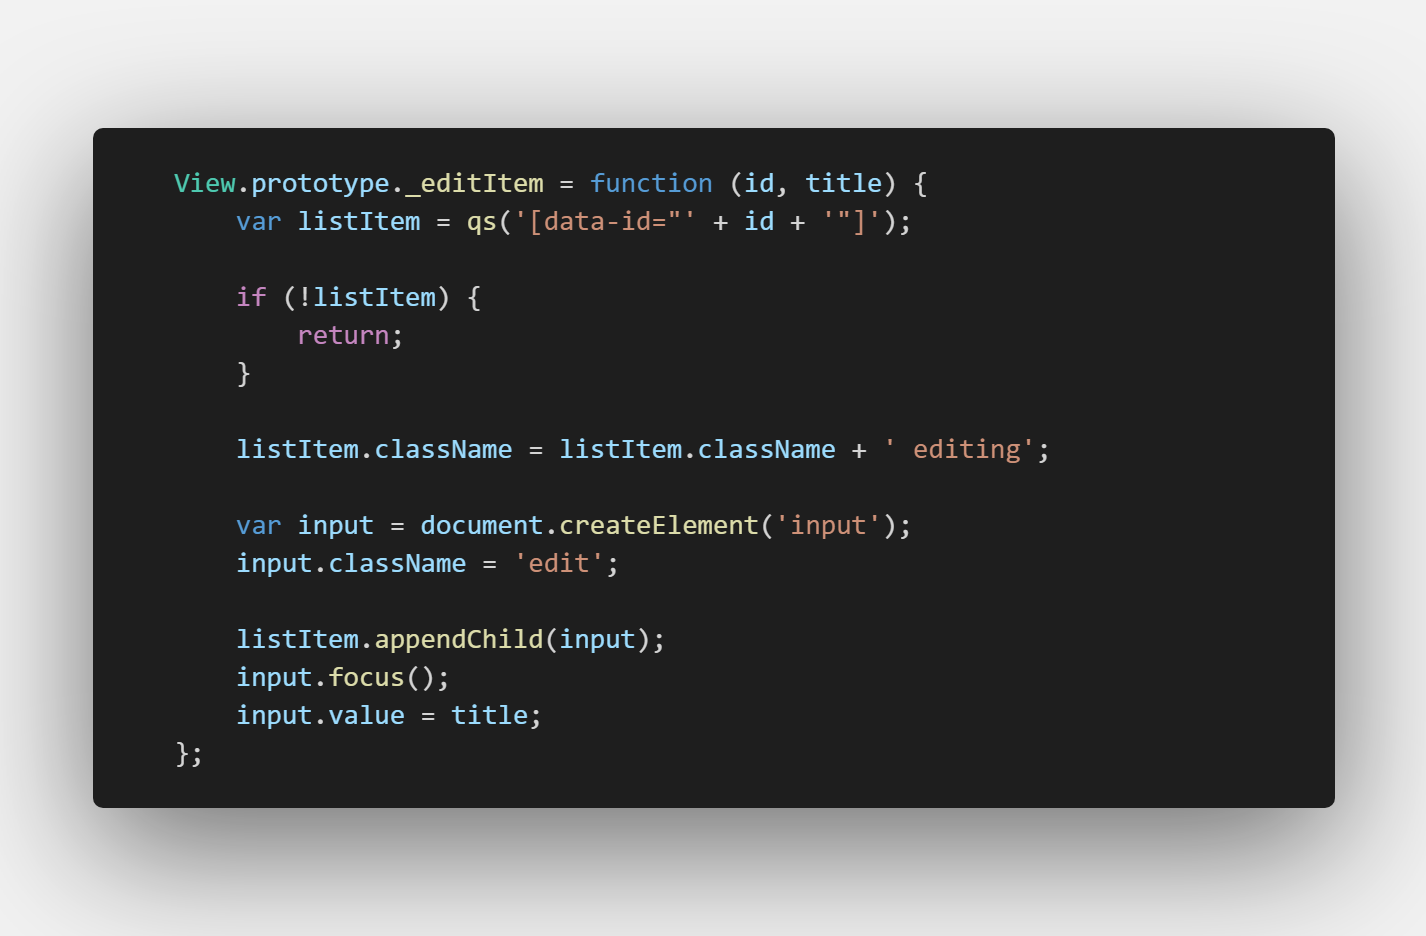 View.prototype._editItem = function (id, title) {
    var listItem = qs('[data-id="' + id + '"]');

    if (!listItem) {
        return;
    }

    listItem.className = listItem.className + ' editing';

    var input = document.createElement('input');
    input.className = 'edit';

    listItem.appendChild(input);
    input.focus();
    input.value = title;
};